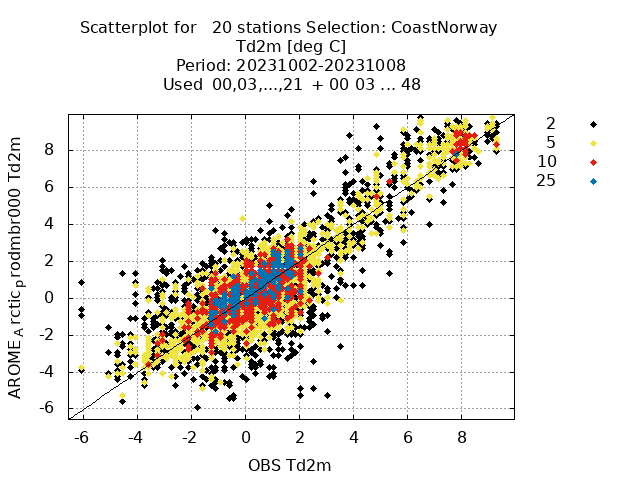 Scatterplot for 20 stations Selection: CoastNorway
Td2m [deg C]
Period: 20231002-20231008
Used 00,03,...,21 + 00 03 ... 48
2
5
10
25
AROME_Arctic_prodmbr000 Td2m
8
6
4
2
0
-2
-4
-6
-6 -4 -2 0 2 4 6 8
OBS Td2m